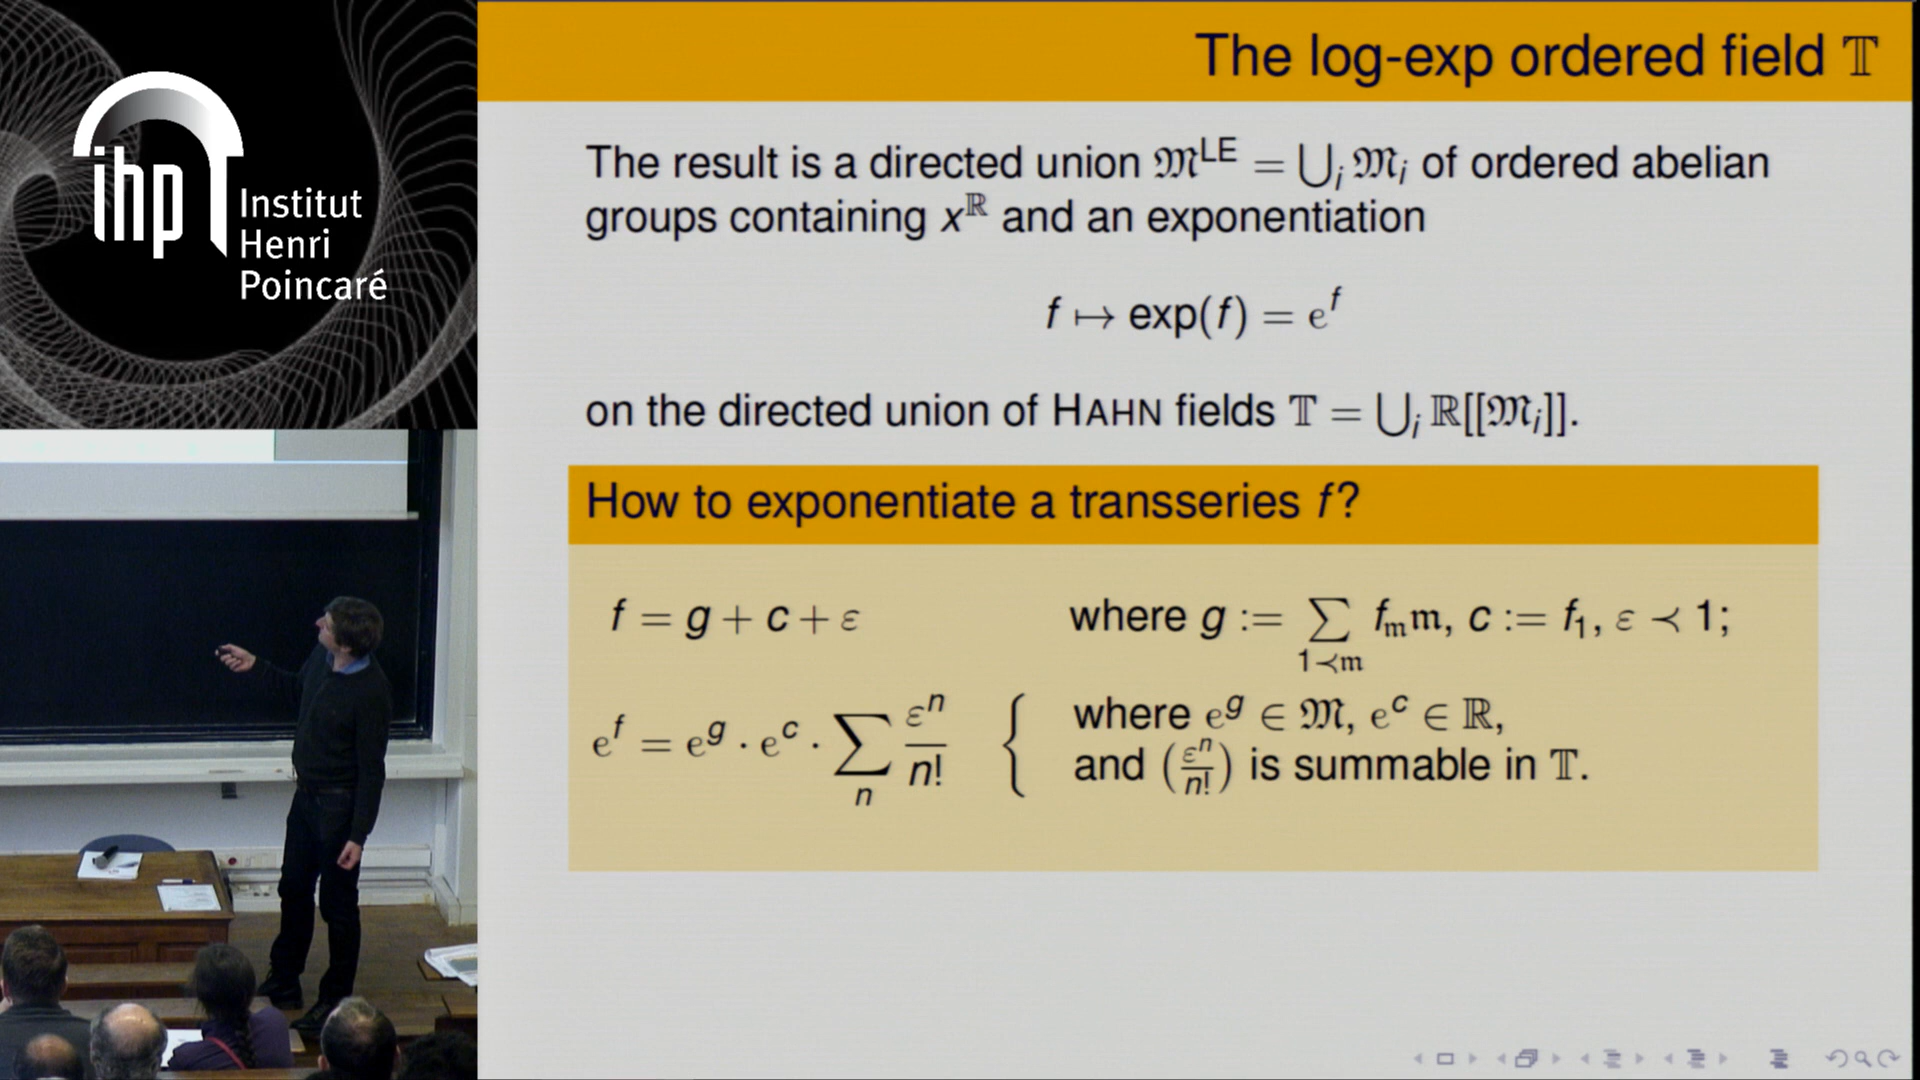 ihp
Institut
Henri
Poincaré
The log-exp ordered field 𝕋
The result is a directed union 𝔐^LE = ⋃_i 𝔐_i of ordered abelian
groups containing x^ℝ and an exponentiation
f ↦ exp(f) = e^f
on the directed union of HAHN fields 𝕋 = ⋃_i ℝ[[𝔐_i]].
How to exponentiate a transseries f?
f = g + c + ε where g := ∑_{1≺𝔪} f_𝔪 𝔪, c := f_1, ε ≺ 1;
e^f = e^g · e^c · ∑_n ε^n/n! { where e^g ∈ 𝔐, e^c ∈ ℝ,
and (ε^n/n!) is summable in 𝕋.